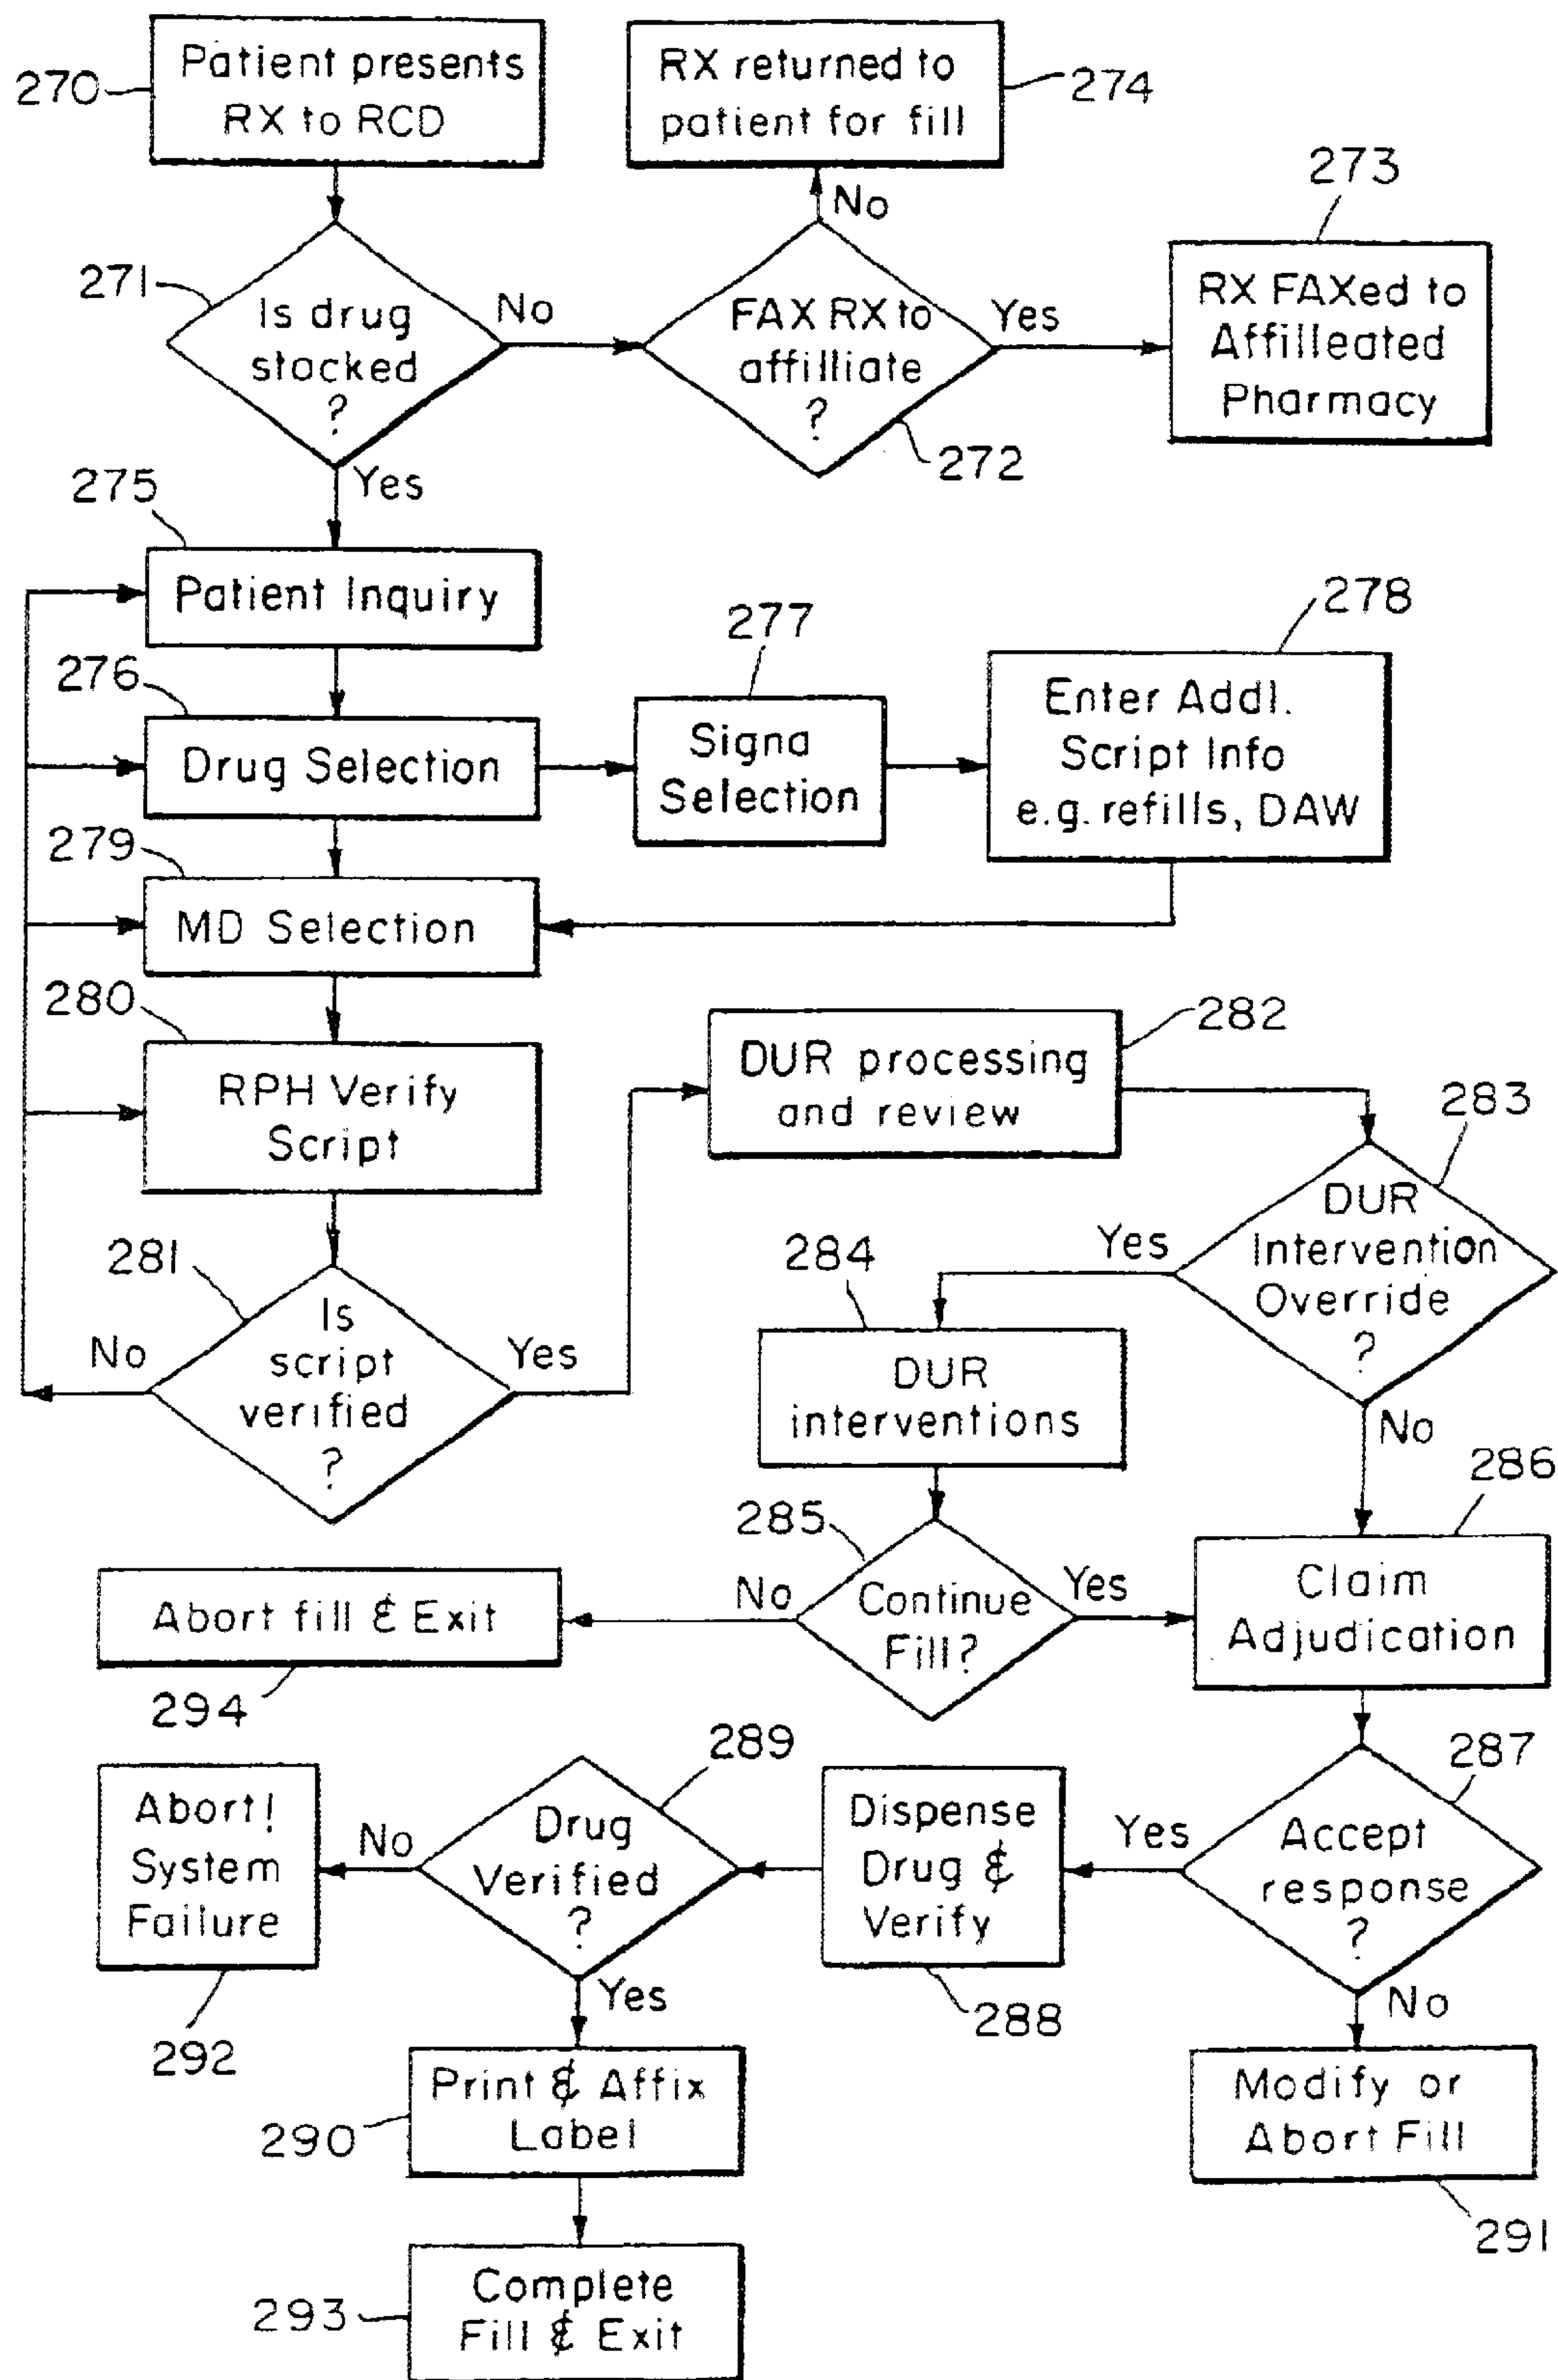 270
Patient presents
RX to RCD
RX returned to
patient for fill
274
No
273
271
Is drug
stocked
?
No
FAX RX to
affilliate
?
Yes
RX FAXed to
Affilleated
Pharmacy
272
Yes
275
Patient Inquiry
276
Drug Selection
277
Signa
Selection
278
Enter Addl.
Script Info
e.g. refills, DAW
279
MD Selection
280
RPH Verify
Script
282
DUR processing
and review
283
DUR
Intervention
Override
?
Yes
No
281
Is
script
verified
?
No
Yes
284
DUR
interventions
285
Continue
Fill?
No
Yes
286
Claim
Adjudication
Abort fill & Exit
294
287
Accept
response
?
Yes
No
Dispense
Drug &
Verify
288
289
Drug
Verified
?
No
Yes
Abort!
System
Failure
292
290
Print & Affix
Label
Modify or
Abort Fill
291
293
Complete
Fill & Exit